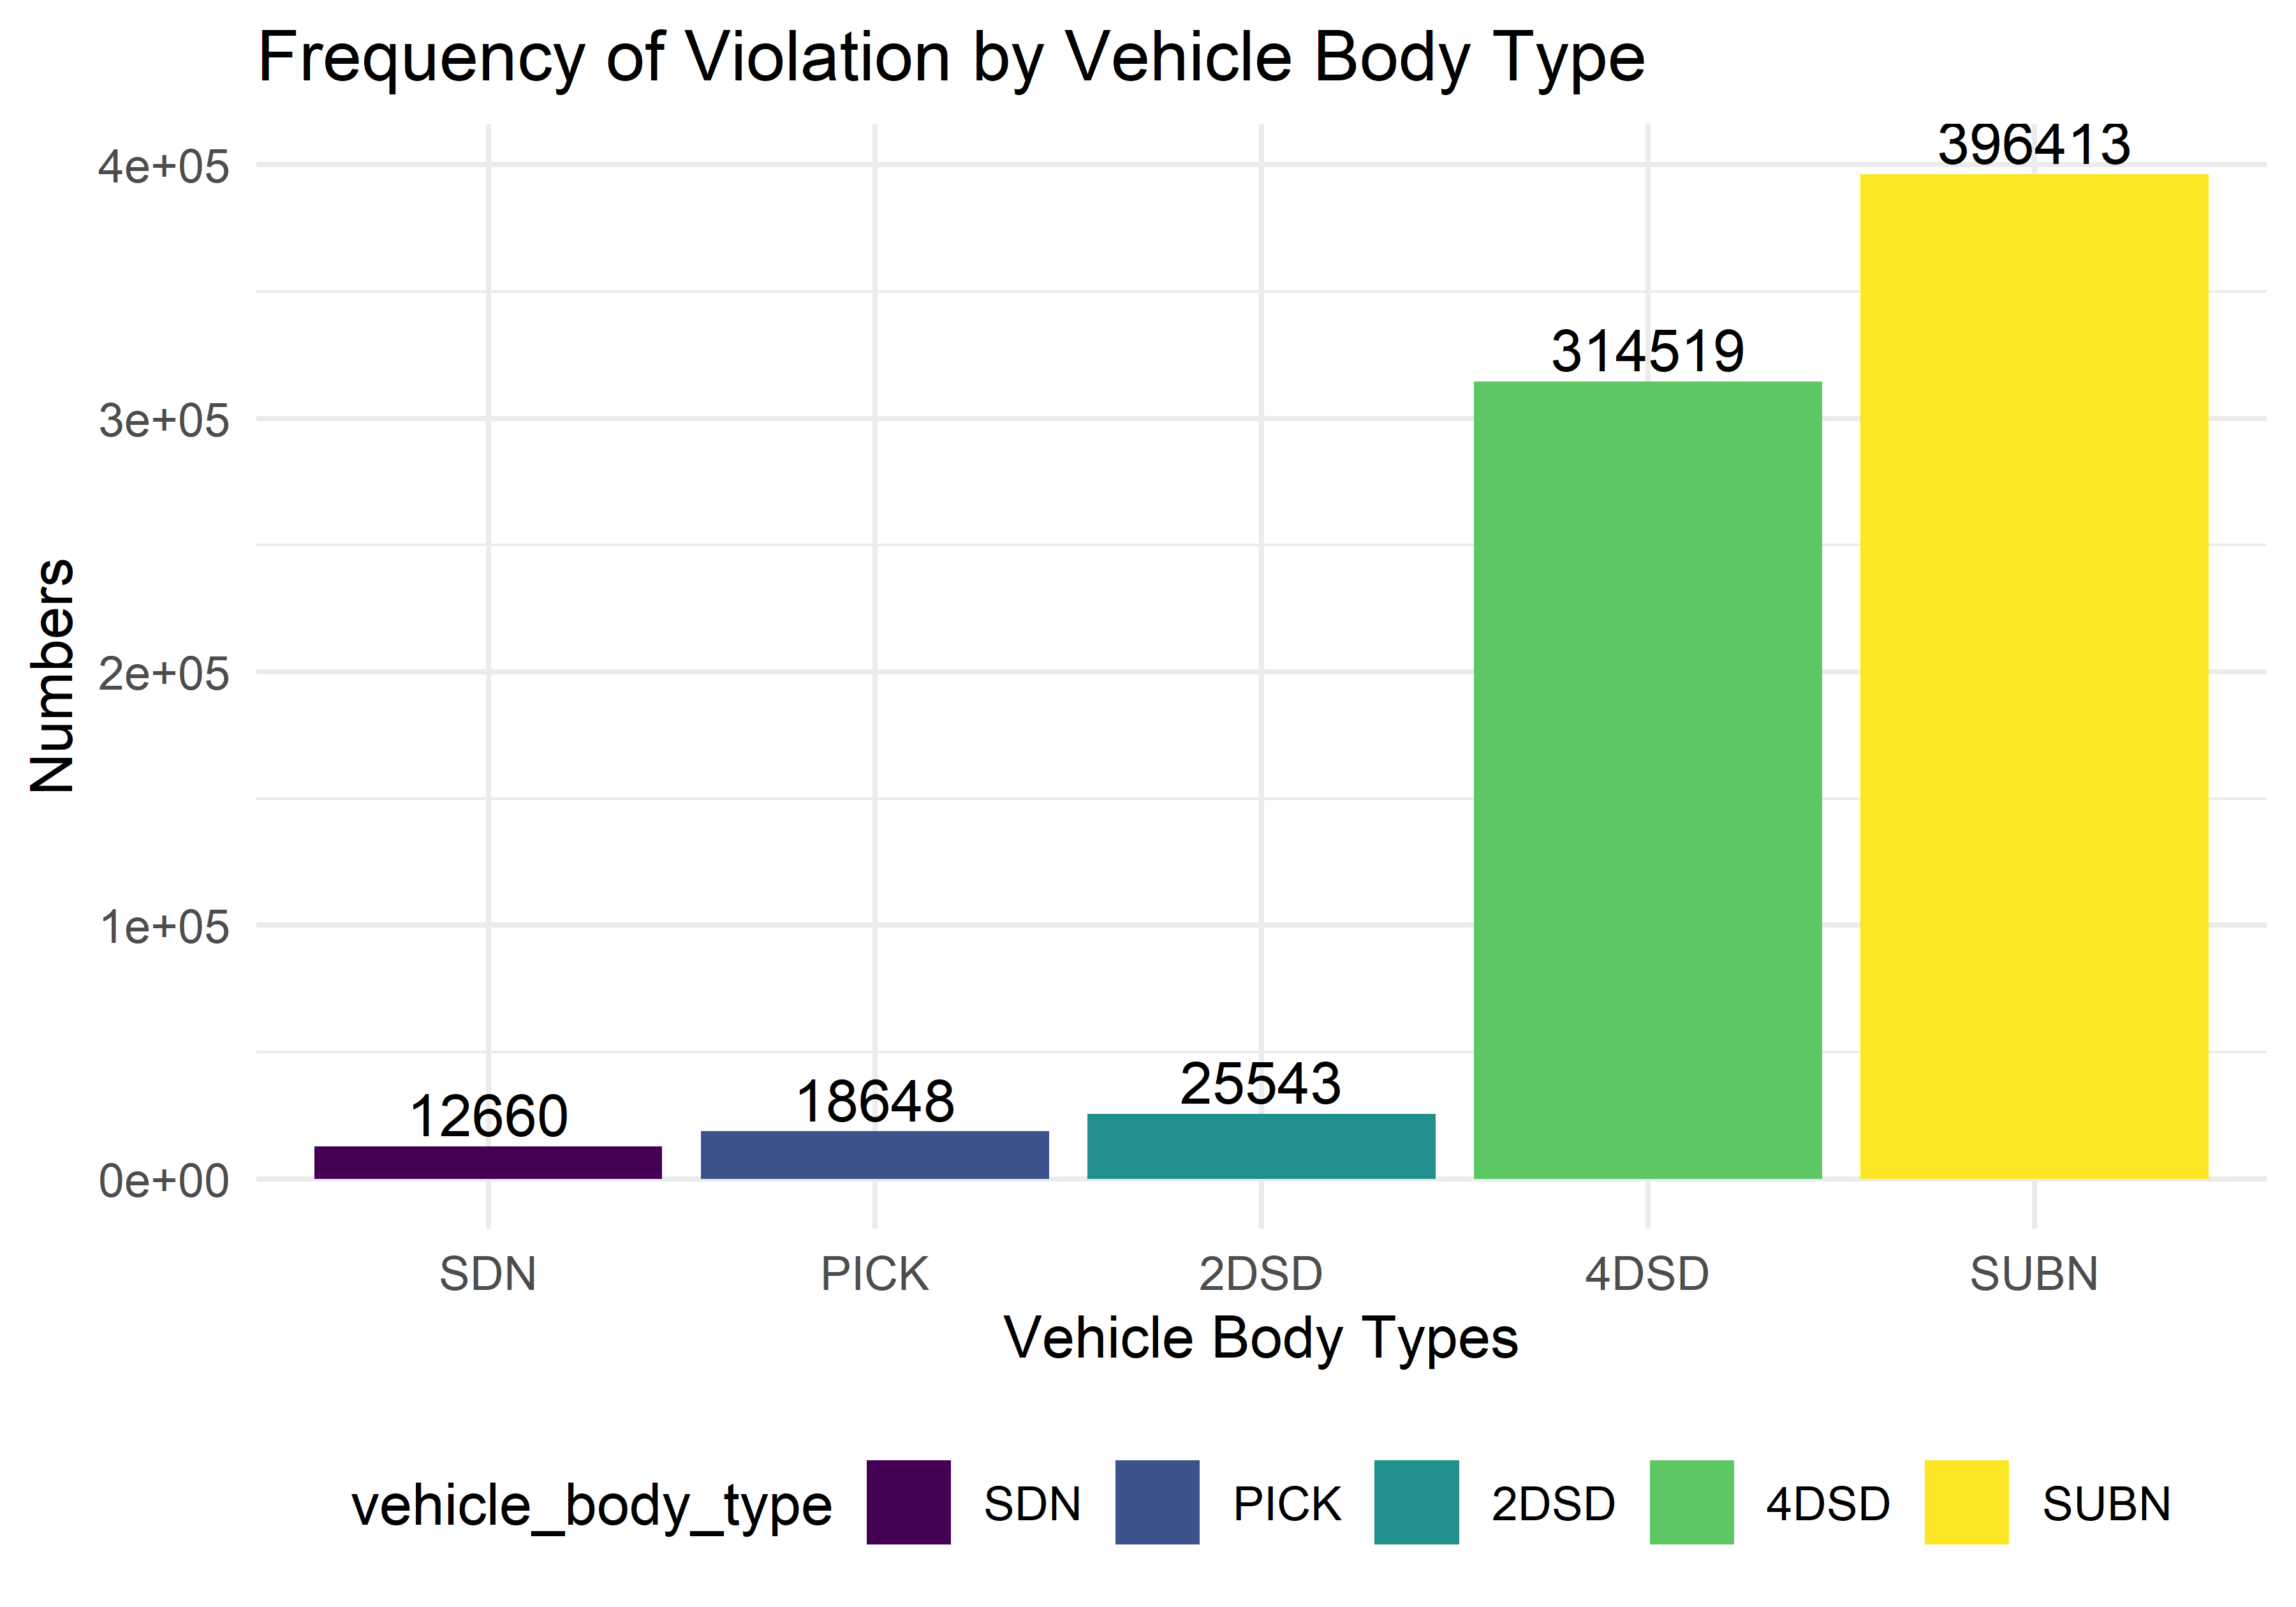 Frequency of Violation by Vehicle Body Type
4e+05
3e+05
2e+05
1e+05
0e+00
Numbers
396413
314519
25543
18648
12660
SDN PICK 2DSD 4DSD SUBN
Vehicle Body Types
vehicle_body_type SDN PICK 2DSD 4DSD SUBN